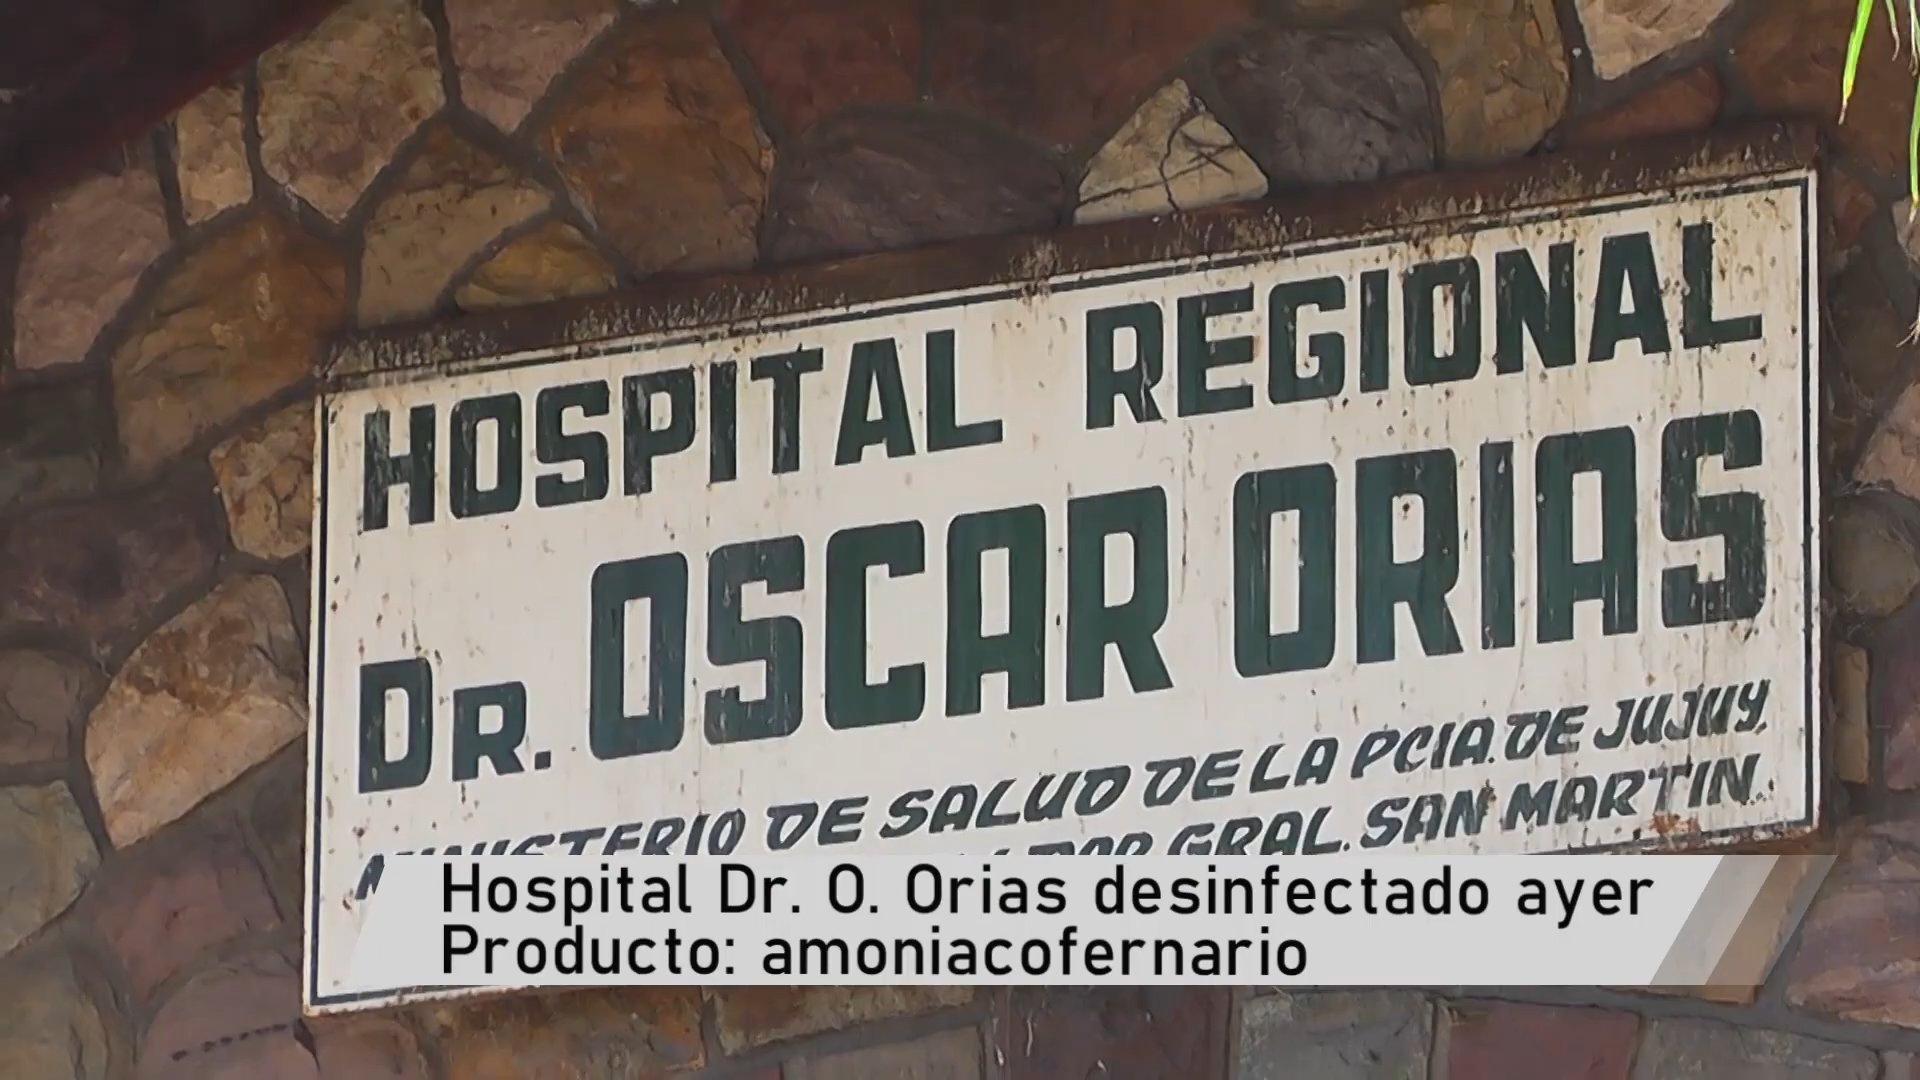 HOSPITAL REGIONAL
DR. OSCAR ORIAS
MINISTERIO DE SALUD DE LA PCIA. DE JUJUY,
GRAL. SAN MARTIN.
Hospital Dr. O. Orias desinfectado ayer
Producto: amoniacofernario